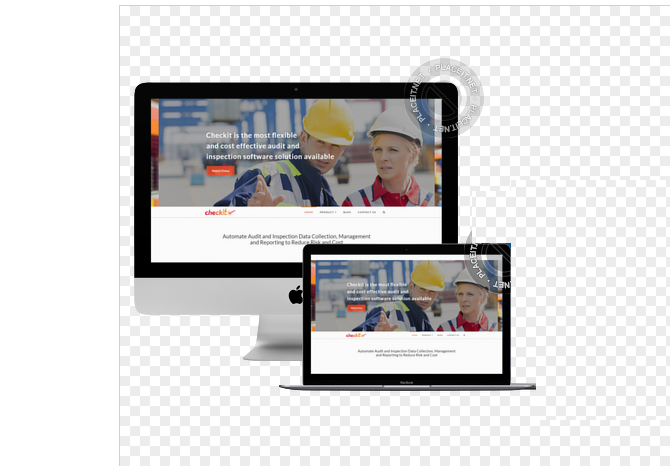 PLACEIT.NET • PLACEIT.NET •
Checkit is the most flexible
and cost effective audit and
inspection software solution available
checkit
HOME PRODUCT BLOG CONTACT US
Automate Audit and Inspection Data Collection, Management
and Reporting to Reduce Risk and Cost
PLACEIT.NET
Checkit is the most flexible
and cost effective audit and
inspection software solution available
checkit
Automate Audit and Inspection Data Collection, Management
and Reporting to Reduce Risk and Cost
MacBook